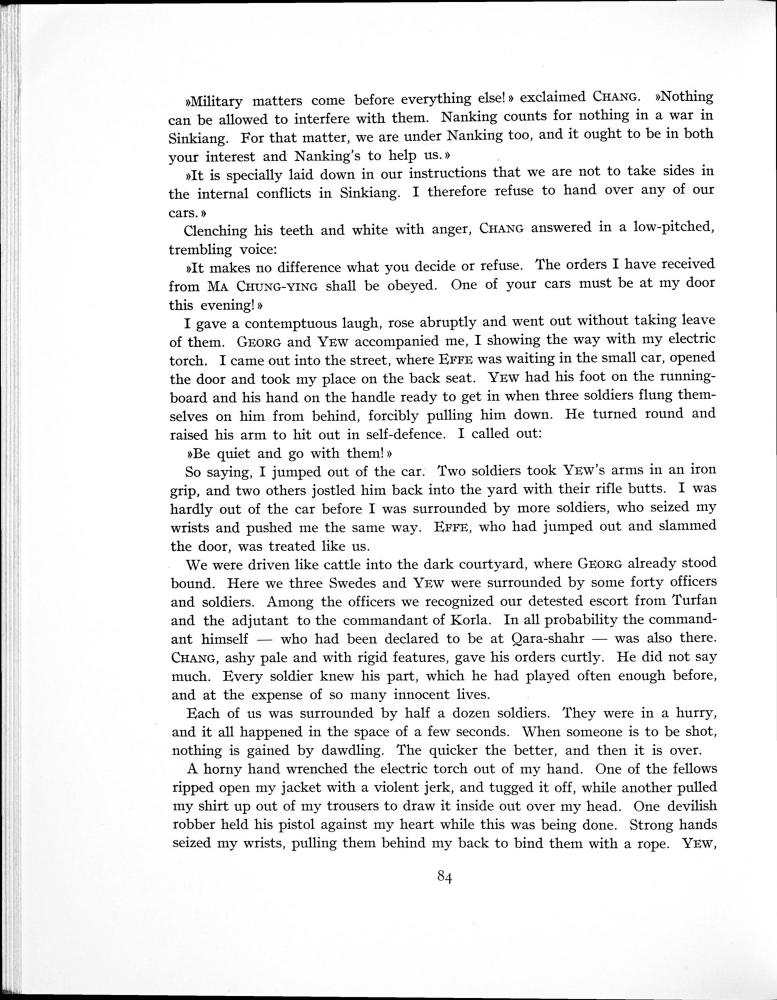 »Military matters come before everything else!» exclaimed CHANG. »Nothing
can be allowed to interfere with them. Nanking counts for nothing in a war in
Sinkiang. For that matter, we are under Nanking too, and it ought to be in both
your interest and Nanking's to help us.»
»It is specially laid down in our instructions that we are not to take sides in
the internal conflicts in Sinkiang. I therefore refuse to hand over any of our
cars.»
Clenching his teeth and white with anger, CHANG answered in a low-pitched,
trembling voice:
»It makes no difference what you decide or refuse. The orders I have received
from MA CHUNG-YING shall be obeyed. One of your cars must be at my door
this evening!»
I gave a contemptuous laugh, rose abruptly and went out without taking leave
of them. GEORG and YEW accompanied me, I showing the way with my electric
torch. I came out into the street, where EFFE was waiting in the small car, opened
the door and took my place on the back seat. YEW had his foot on the running-
board and his hand on the handle ready to get in when three soldiers flung them-
selves on him from behind, forcibly pulling him down. He turned round and
raised his arm to hit out in self-defence. I called out:
»Be quiet and go with them!»
So saying, I jumped out of the car. Two soldiers took YEW's arms in an iron
grip, and two others jostled him back into the yard with their rifle butts. I was
hardly out of the car before I was surrounded by more soldiers, who seized my
wrists and pushed me the same way. EFFE, who had jumped out and slammed
the door, was treated like us.
We were driven like cattle into the dark courtyard, where GEORG already stood
bound. Here we three Swedes and YEW were surrounded by some forty officers
and soldiers. Among the officers we recognized our detested escort from Turfan
and the adjutant to the commandant of Korla. In all probability the command-
ant himself — who had been declared to be at Qara-shahr — was also there.
CHANG, ashy pale and with rigid features, gave his orders curtly. He did not say
much. Every soldier knew his part, which he had played often enough before,
and at the expense of so many innocent lives.
Each of us was surrounded by half a dozen soldiers. They were in a hurry,
and it all happened in the space of a few seconds. When someone is to be shot,
nothing is gained by dawdling. The quicker the better, and then it is over.
A horny hand wrenched the electric torch out of my hand. One of the fellows
ripped open my jacket with a violent jerk, and tugged it off, while another pulled
my shirt up out of my trousers to draw it inside out over my head. One devilish
robber held his pistol against my heart while this was being done. Strong hands
seized my wrists, pulling them behind my back to bind them with a rope. YEW,
84